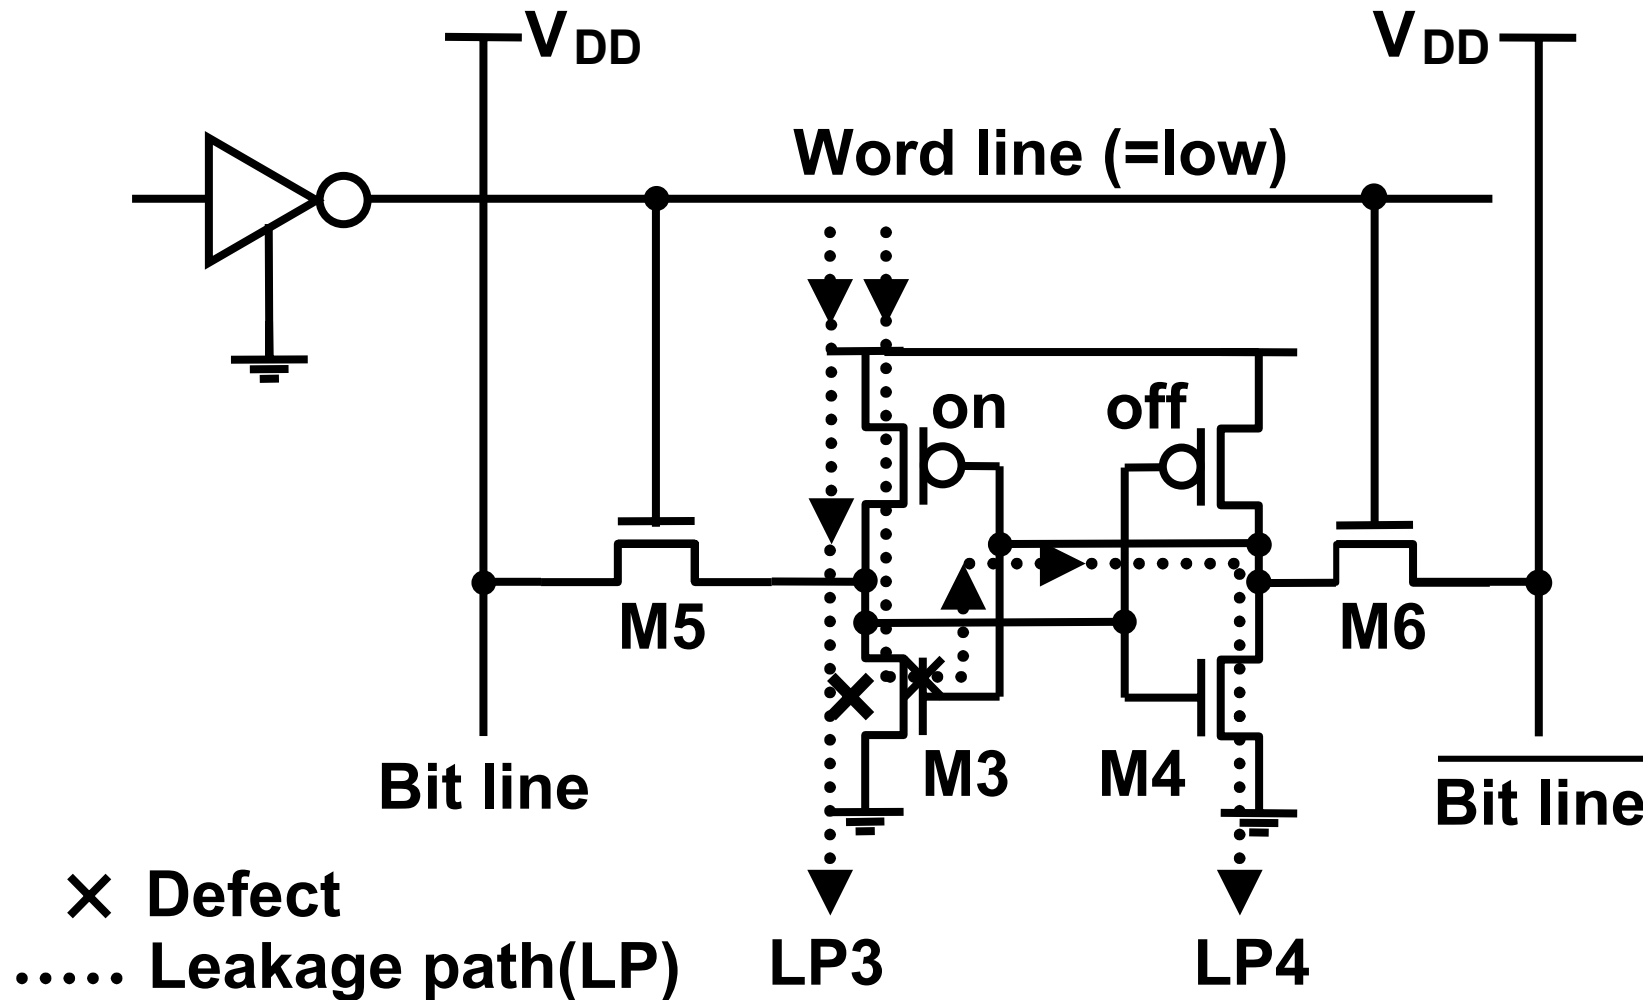 VDD
VDD
Word line (=low)
on
off
M5
M6
M3
M4
Bit line
Bit line
Defect
Leakage path(LP)
LP3
LP4